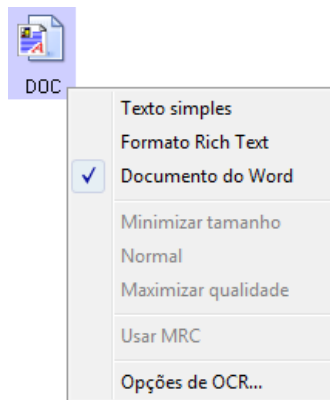 DOC
Texto simples
Formato Rich Text
Documento do Word
Minimizar tamanho
Normal
Maximizar qualidade
Usar MRC
Opções de OCR...